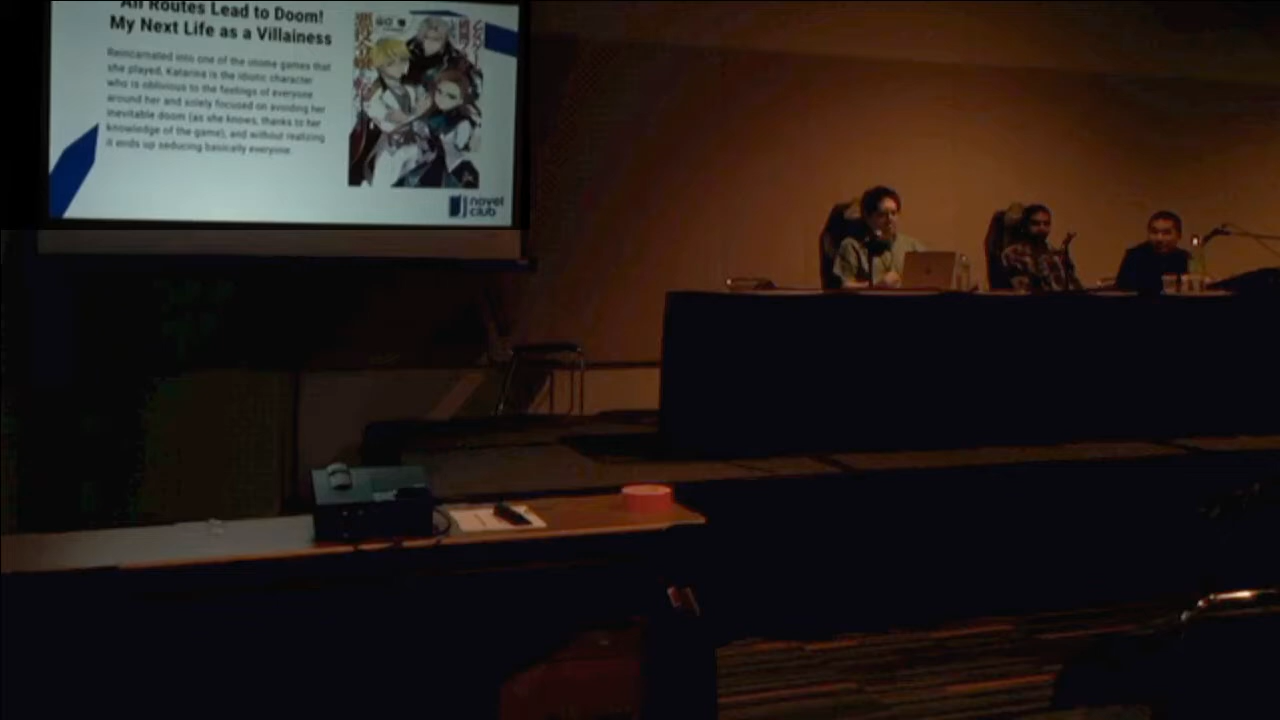 All Routes Lead to Doom!
My Next Life as a Villainess
Reincarnated into one of the otome games that
she played, Katarina is the idiotic character
who is oblivious to the feelings of everyone
around her and solely focused on avoiding her
inevitable doom (as she knows, thanks to her
knowledge of the game), and without realizing
it ends up seducing basically everyone.
J novel
club